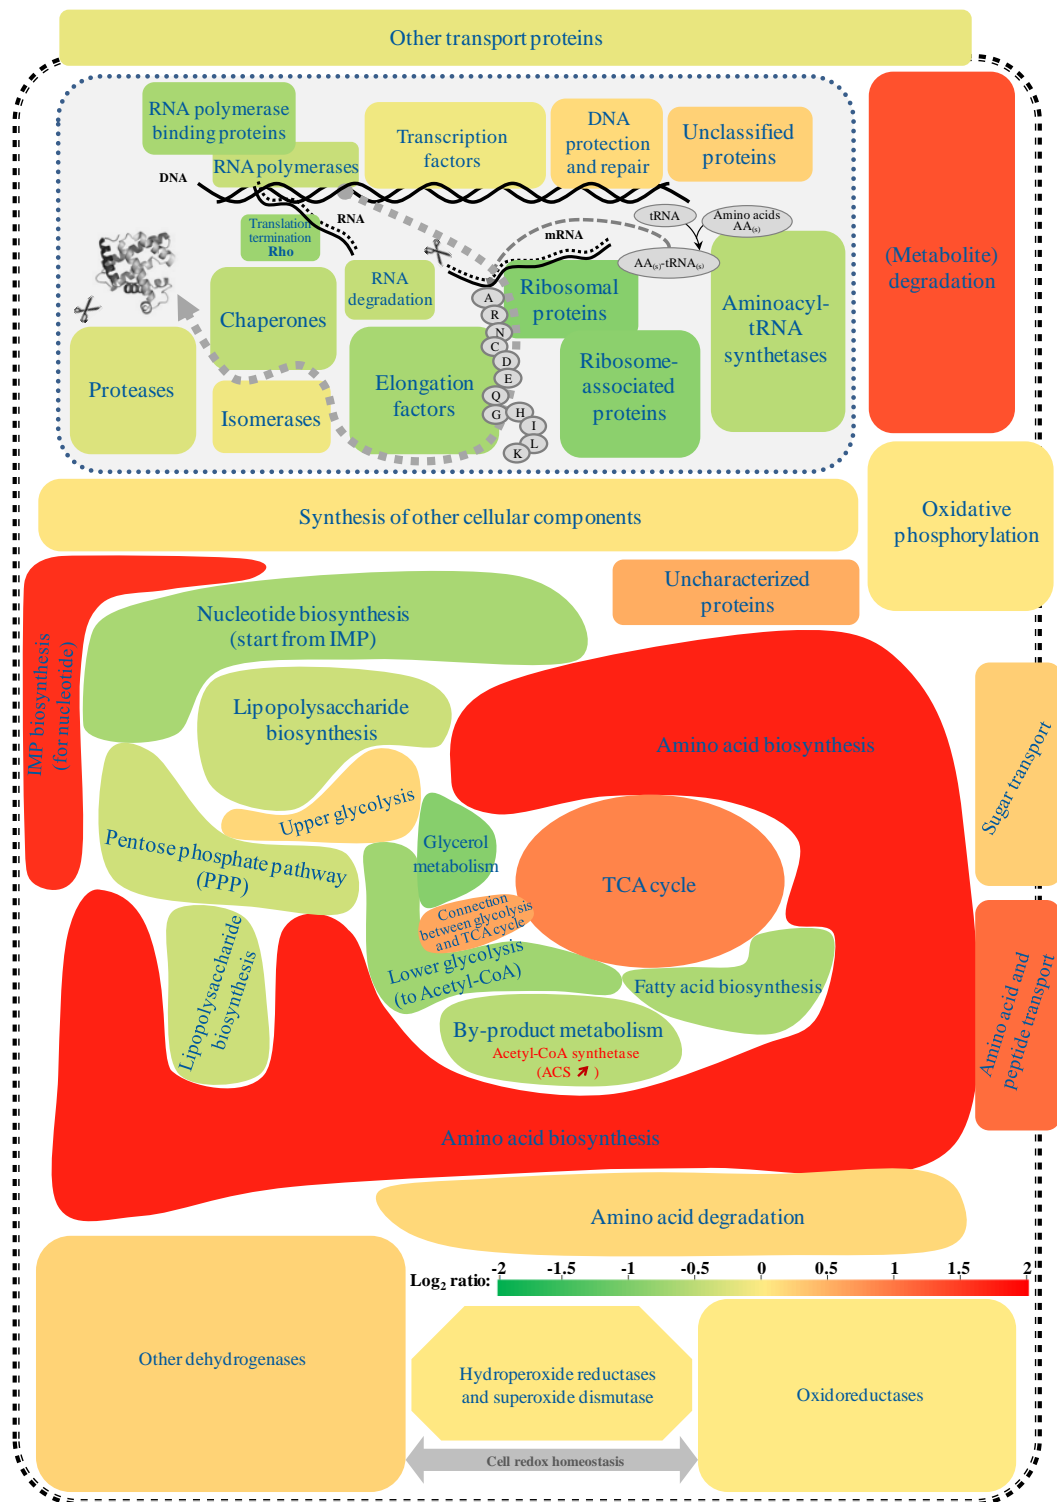 Other transport proteins
RNA polymerase
binding proteins
RNA polymerases
Transcription
factors
DNA
protection
and repair
Unclassified
proteins
(Metabolite)
degradation
DNA
RNA
mRNA
tRNA
Amino acids
AA(s)
AA(s)-tRNA(s)
Translation
termination
Rho
RNA
degradation
Chaperones
Proteases
Isomerases
Elongation
factors
Ribosomal
proteins
Ribosome-
associated
proteins
Aminoacyl-
tRNA
synthetases
A
R
N
C
D
E
Q
G
H
I
L
K
Synthesis of other cellular components
Oxidative
phosphorylation
Uncharacterized
proteins
IMP biosynthesis
(for nucleotide)
Nucleotide biosynthesis
(start from IMP)
Lipopolysaccharide
biosynthesis
Amino acid biosynthesis
Sugar transport
Upper glycolysis
Glycerol
metabolism
Pentose phosphate pathway
(PPP)
TCA cycle
Connection
between glycolysis
and TCA cycle
Lower glycolysis
(to Acetyl-CoA)
Fatty acid biosynthesis
Lipopolysaccharide
biosynthesis
By-product metabolism
Acetyl-CoA synthetase
(ACS ↗ )
Amino acid and
peptide transport
Amino acid biosynthesis
Amino acid degradation
Log2 ratio:
-2 -1.5 -1 -0.5 0 0.5 1 1.5 2
Other dehydrogenases
Hydroperoxide reductases
and superoxide dismutase
Oxidoreductases
Cell redox homeostasis